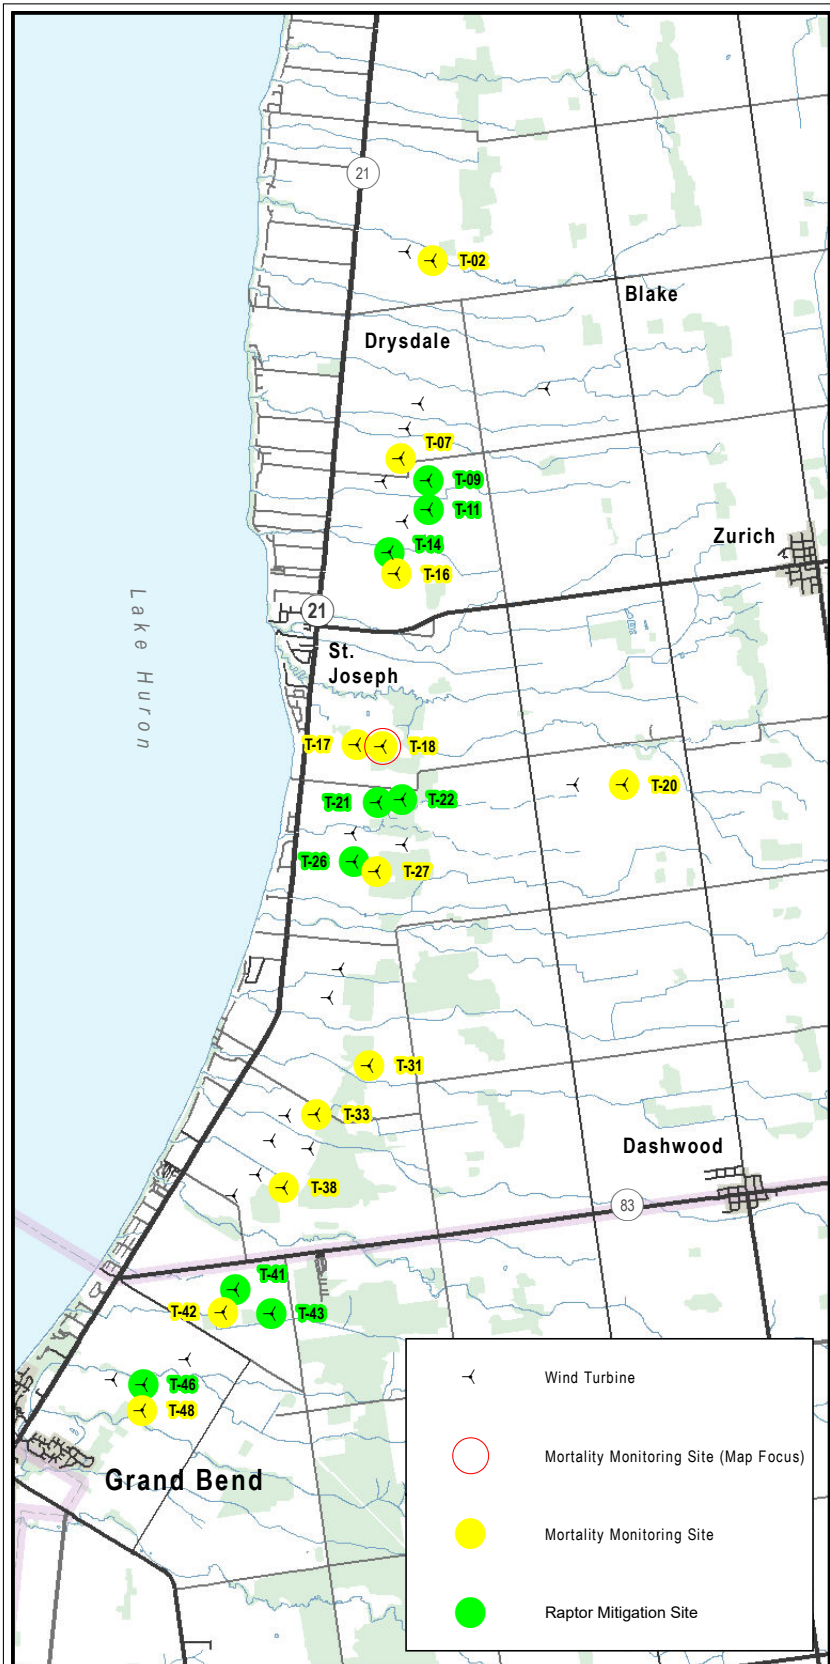 21
T-02
Blake
Drysdale
T-07
T-09
T-11
Zurich
T-14
T-16
Lake Huron
21
St.
Joseph
T-17
T-18
T-20
T-21
T-22
T-26
T-27
T-31
T-33
Dashwood
T-38
83
T-41
T-42
T-43
T-46
T-48
Grand Bend
Wind Turbine
Mortality Monitoring Site (Map Focus)
Mortality Monitoring Site
Raptor Mitigation Site